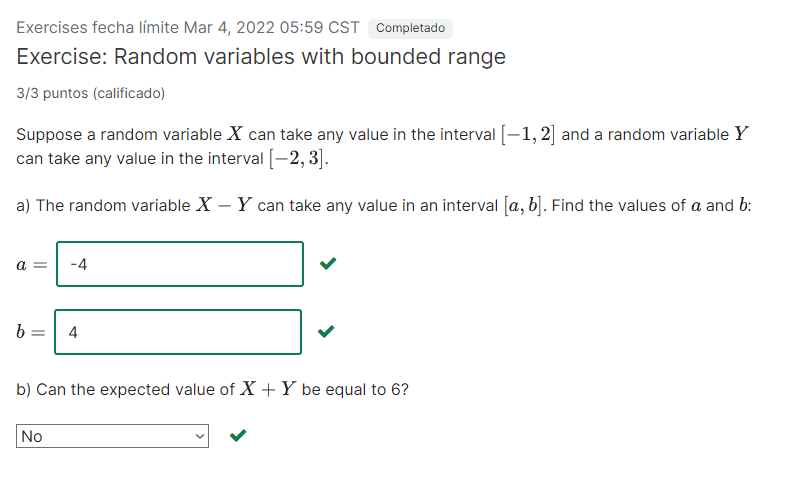 Exercises fecha límite Mar 4, 2022 05:59 CST Completado
Exercise: Random variables with bounded range
3/3 puntos (calificado)
Suppose a random variable X can take any value in the interval [−1, 2] and a random variable Y
can take any value in the interval [−2, 3].
a) The random variable X − Y can take any value in an interval [a, b]. Find the values of a and b:
a = -4
b = 4
b) Can the expected value of X + Y be equal to 6?
No